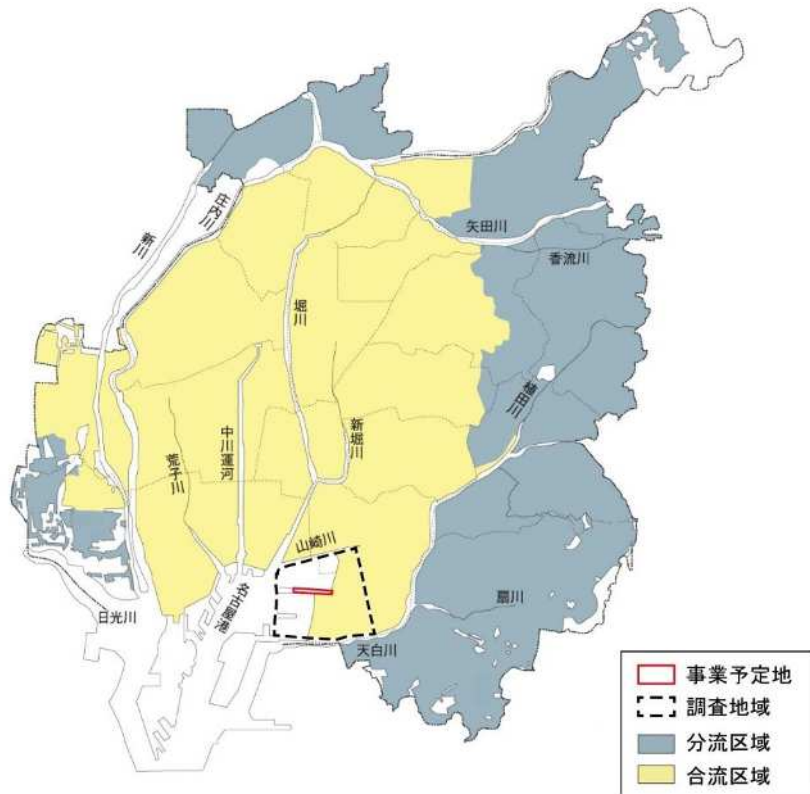 庄内川
新川
矢田川
香流川
堀川
植田川
新堀川
中川運河
荒子川
山崎川
名古屋港
扇川
日光川
天白川
事業予定地
調査地域
分流区域
合流区域